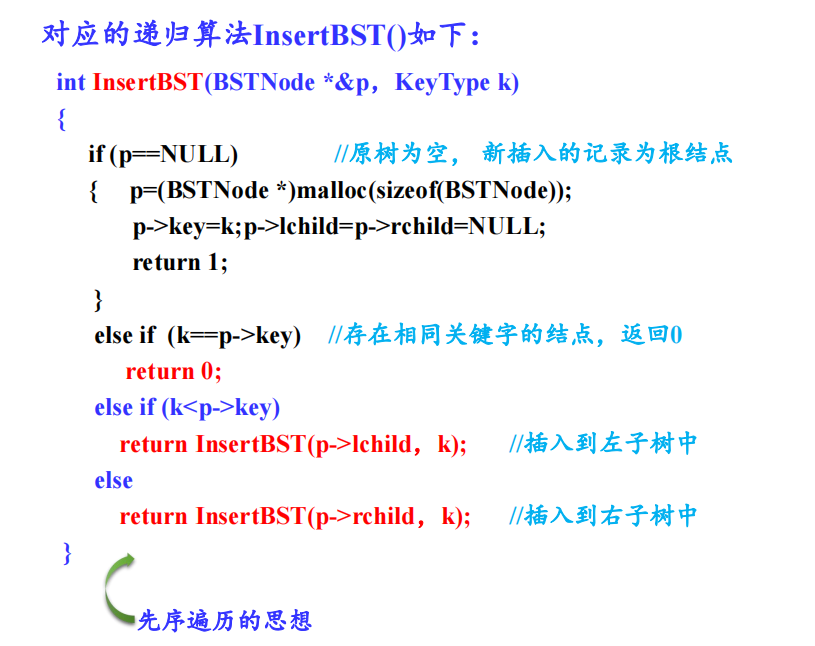 对应的递归算法InsertBST()如下：
int InsertBST(BSTNode *&p，KeyType k)
{
if (p==NULL) //原树为空， 新插入的记录为根结点
{ p=(BSTNode *)malloc(sizeof(BSTNode));
p->key=k;p->lchild=p->rchild=NULL;
return 1;
}
else if (k==p->key) //存在相同关键字的结点，返回0
return 0;
else if (k<p->key)
return InsertBST(p->lchild，k); //插入到左子树中
else
return InsertBST(p->rchild，k); //插入到右子树中
}
先序遍历的思想